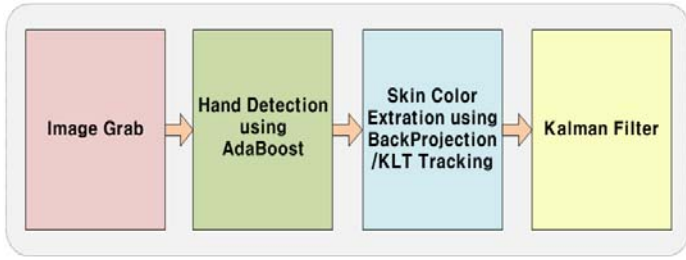 Image Grab
Hand Detection
using
AdaBoost
Skin Color
Extration using
BackProjection
/KLT Tracking
Kalman Filter